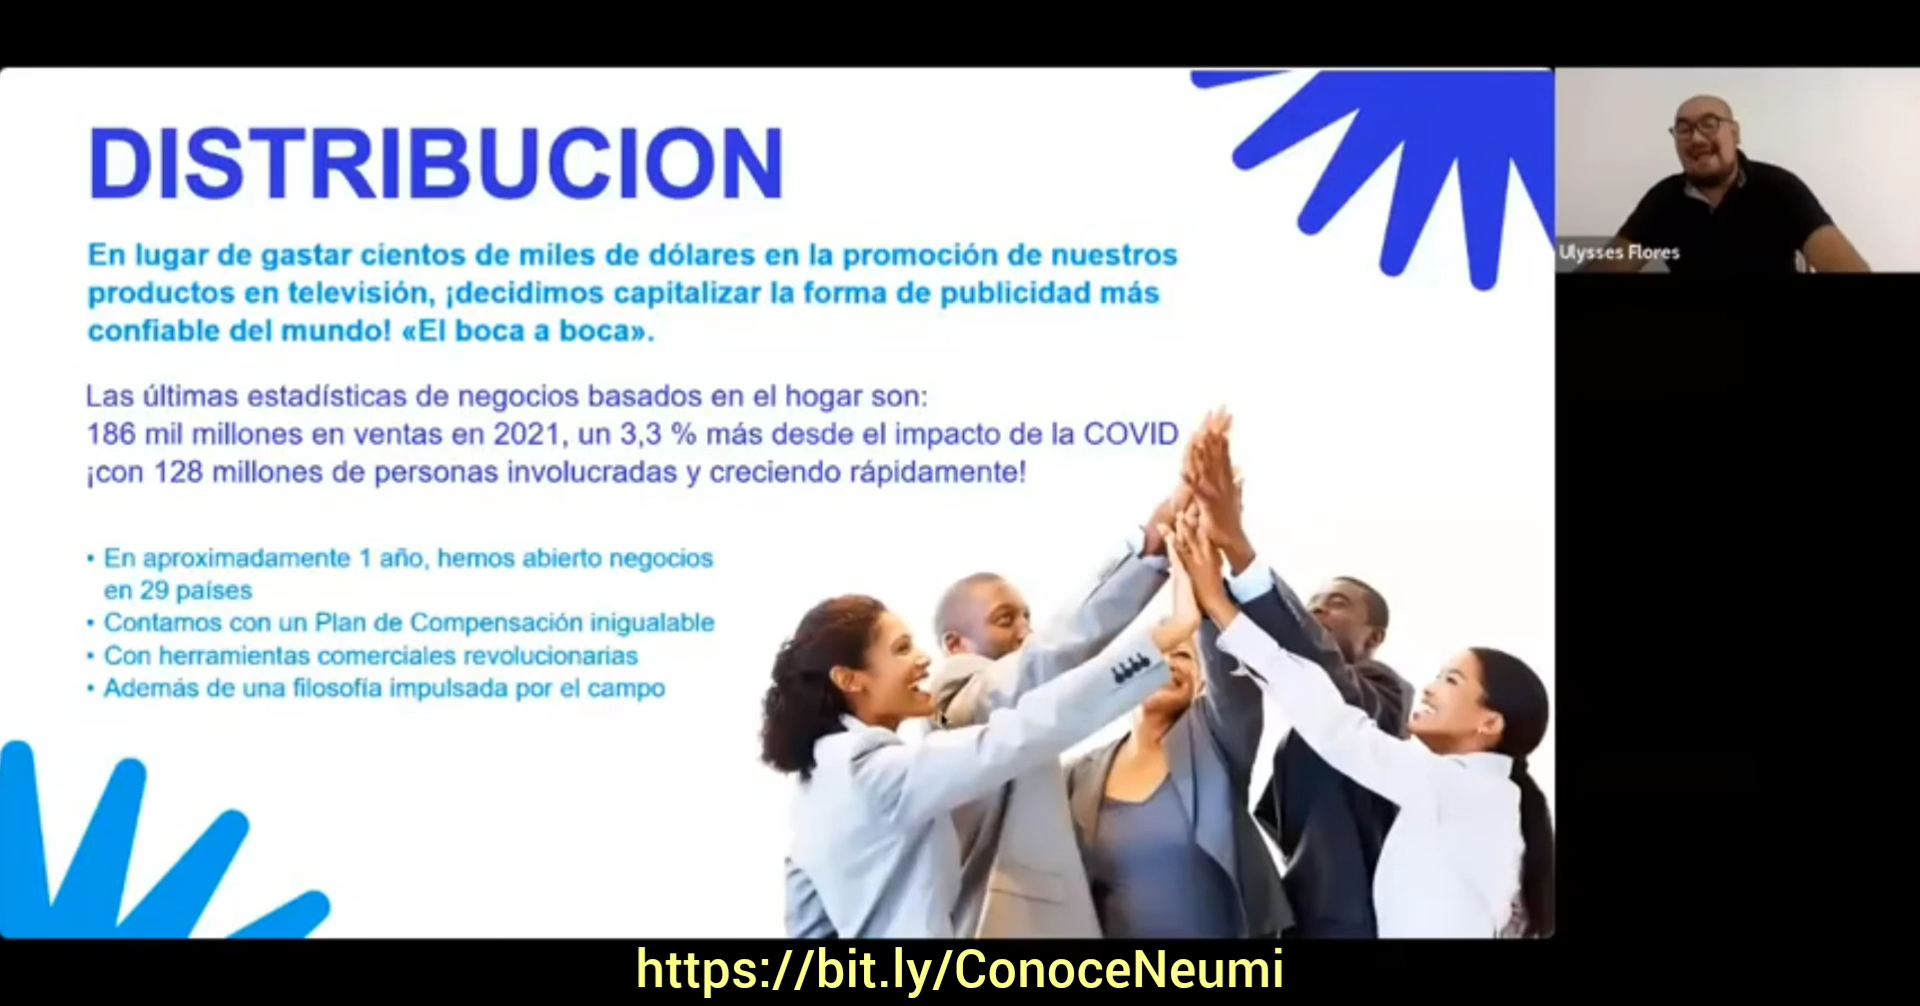 DISTRIBUCION
En lugar de gastar cientos de miles de dólares en la promoción de nuestros
productos en televisión, ¡decidimos capitalizar la forma de publicidad más
confiable del mundo! «El boca a boca».
Las últimas estadísticas de negocios basados en el hogar son:
186 mil millones en ventas en 2021, un 3,3 % más desde el impacto de la COVID
¡con 128 millones de personas involucradas y creciendo rápidamente!
• En aproximadamente 1 año, hemos abierto negocios
en 29 países
• Contamos con un Plan de Compensación inigualable
• Con herramientas comerciales revolucionarias
• Además de una filosofía impulsada por el campo
Ulysses Flores
https://bit.ly/ConoceNeumi